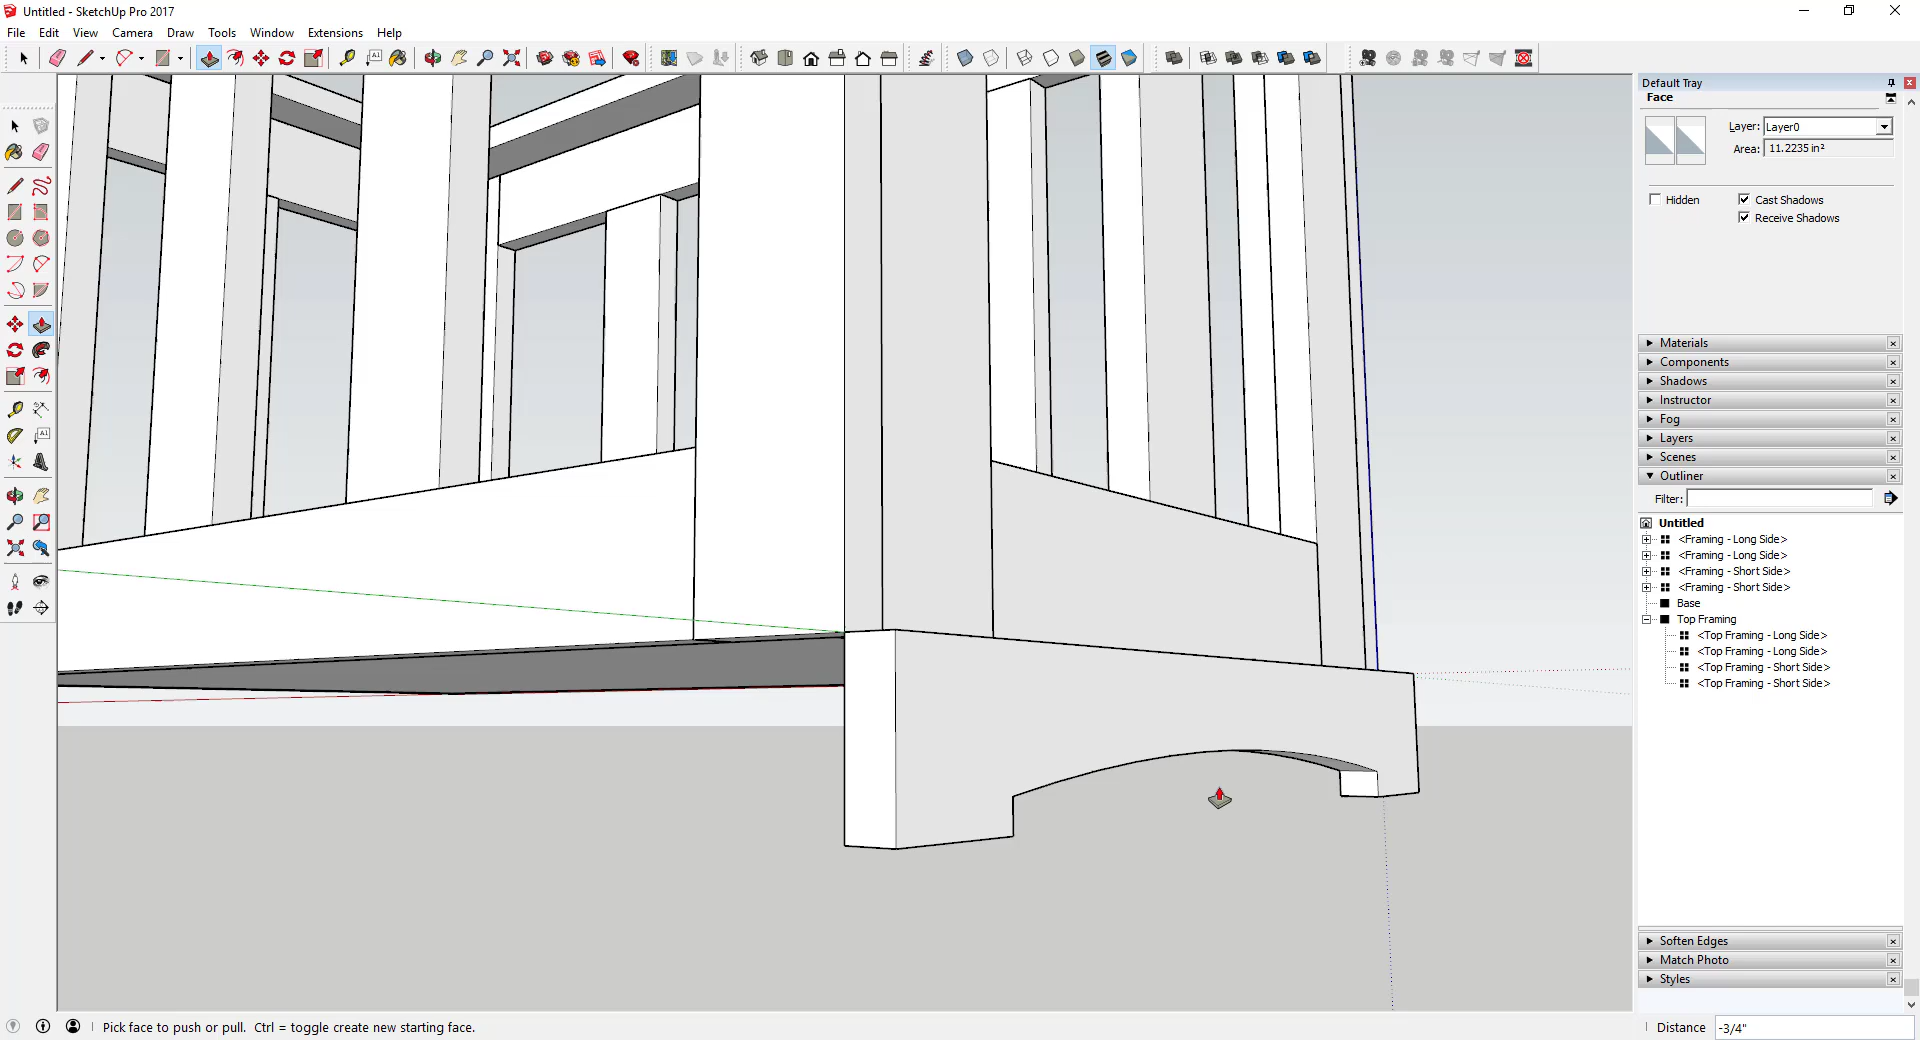 Untitled - SketchUp Pro 2017
File Edit View Camera Draw Tools Window Extensions Help
Default Tray
Face
Layer: Layer0
Area: 11.2235 in²
Hidden Cast Shadows
Receive Shadows
Materials
Components
Shadows
Instructor
Fog
Layers
Scenes
Outliner
Filter:
Untitled
<Framing - Long Side>
<Framing - Long Side>
<Framing - Short Side>
<Framing - Short Side>
Base
Top Framing
<Top Framing - Long Side>
<Top Framing - Long Side>
<Top Framing - Short Side>
<Top Framing - Short Side>
Soften Edges
Match Photo
Styles
Pick face to push or pull. Ctrl = toggle create new starting face.
Distance -3/4"